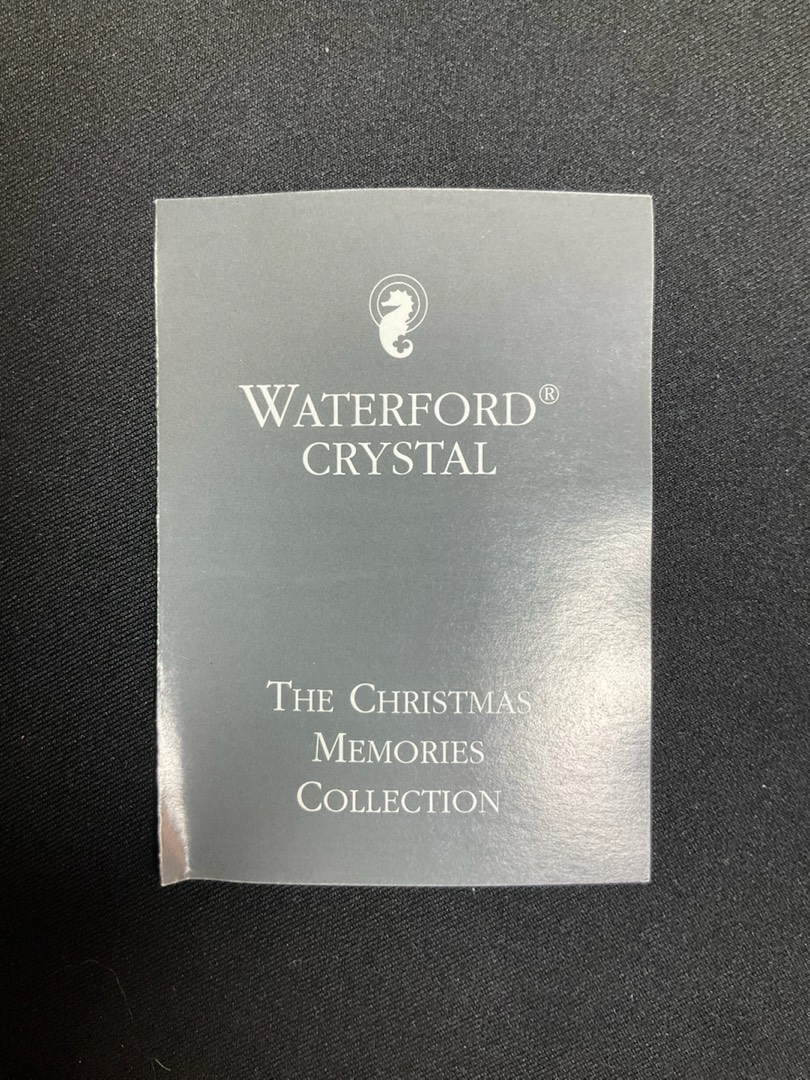 WATERFORD®
CRYSTAL
THE CHRISTMAS
MEMORIES
COLLECTION